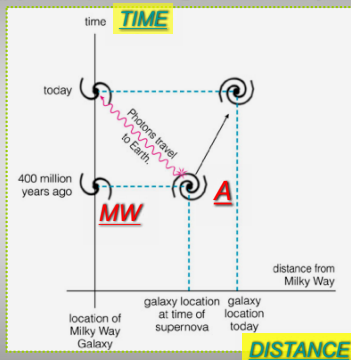 time
TIME
today
Photons travel
to Earth.
400 million
years ago
MW
A
distance from
Milky Way
location of
Milky Way
Galaxy
galaxy location
at time of
supernova
galaxy
location
today
DISTANCE